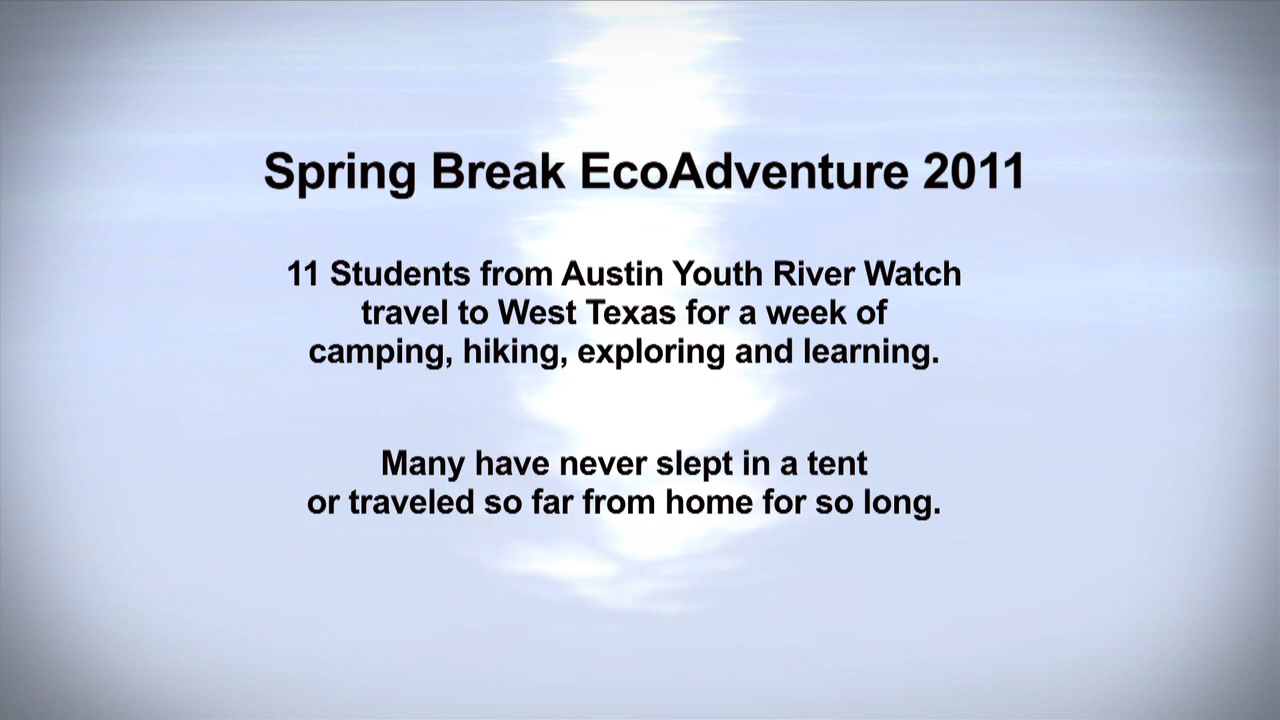 Spring Break EcoAdventure 2011
11 Students from Austin Youth River Watch
travel to West Texas for a week of
camping, hiking, exploring and learning.
Many have never slept in a tent
or traveled so far from home for so long.